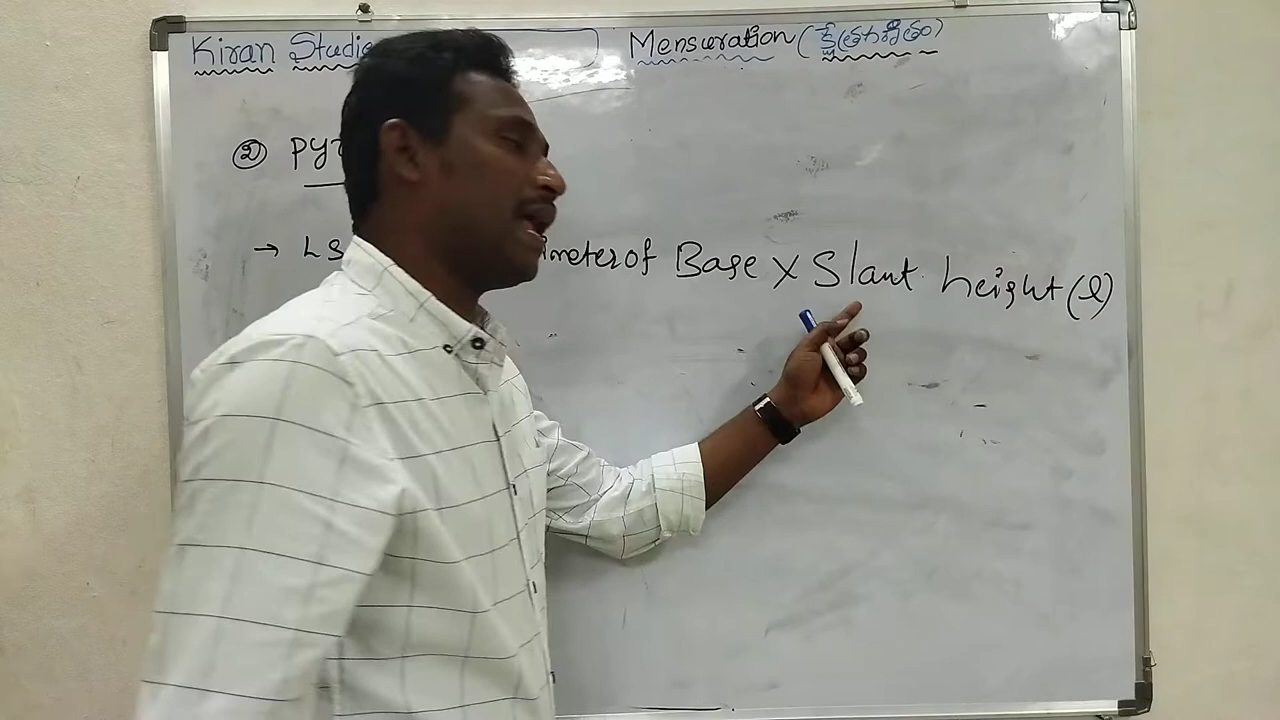 Kiran Studie Mensuration (క్షేత్రగణితం)
② pyr
→ LS imeter of Base X Slant height (l)